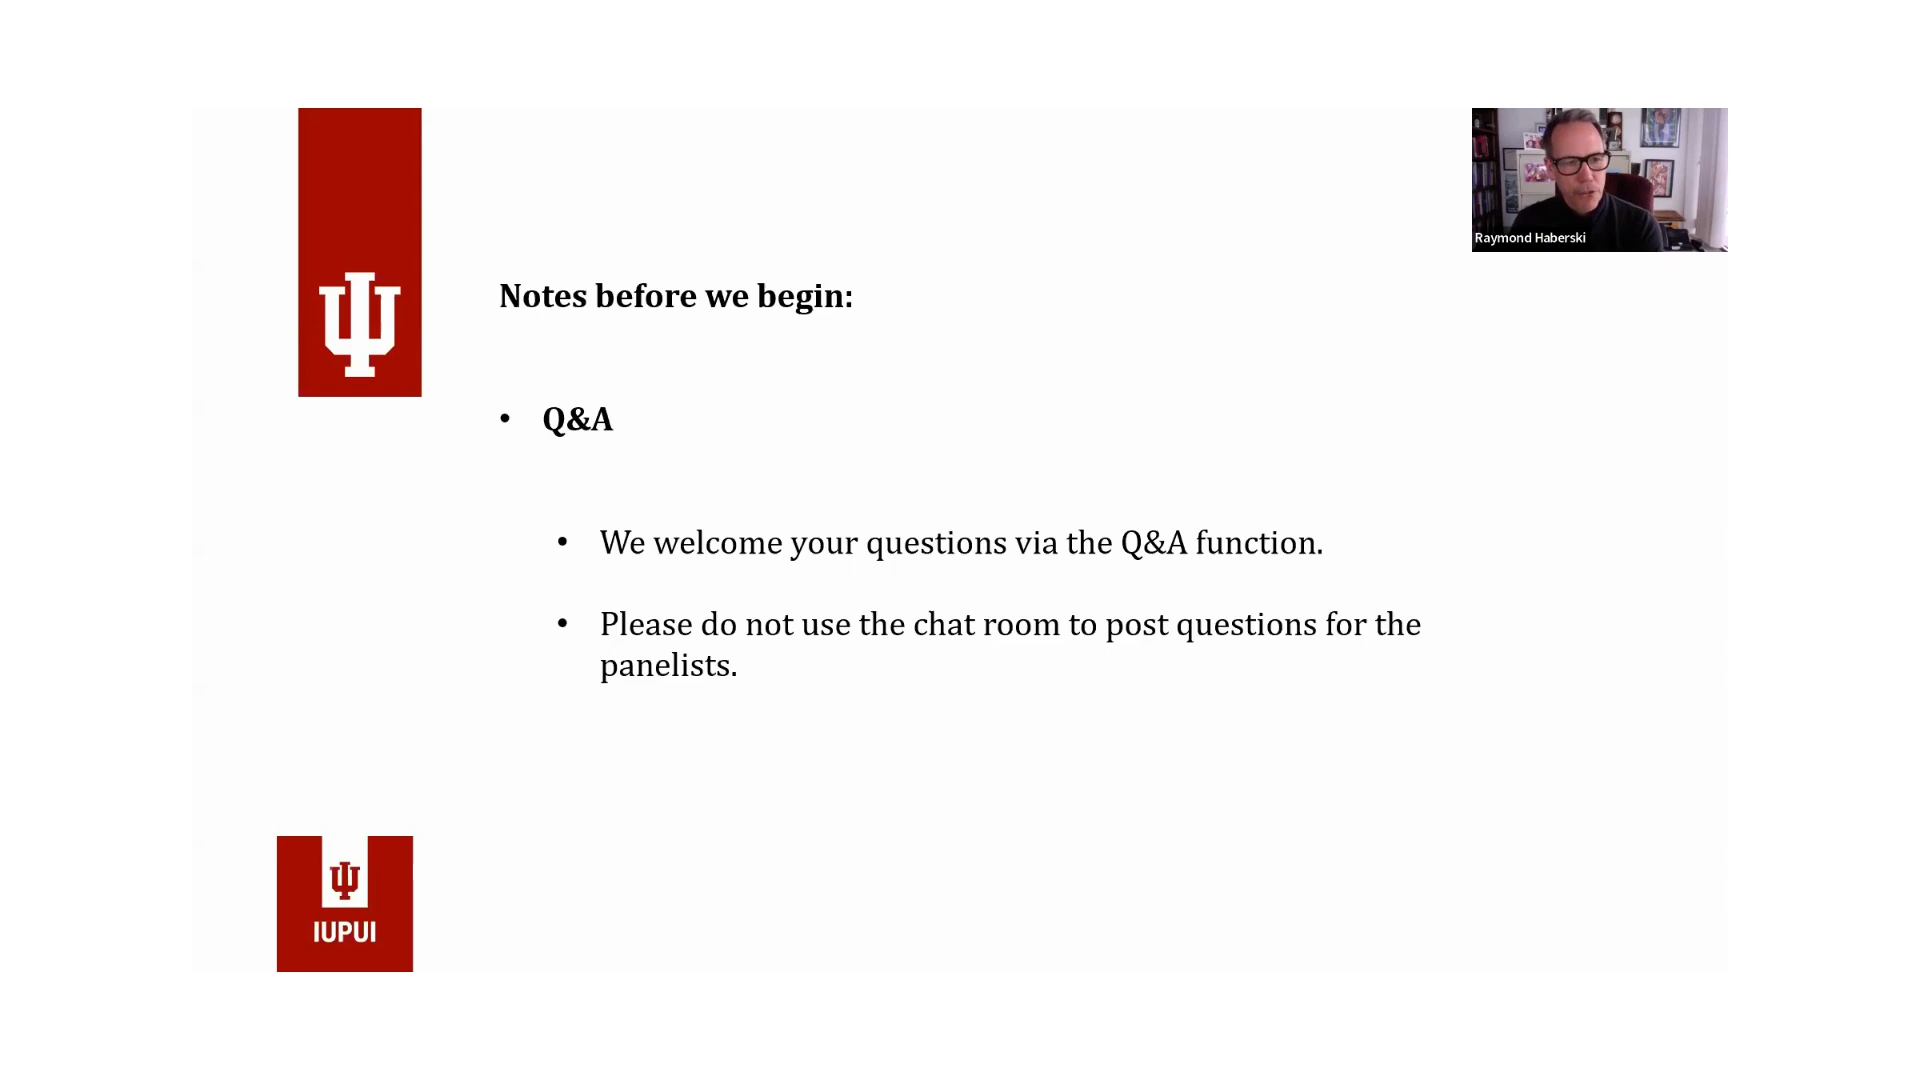 Raymond Haberski
Notes before we begin:
• Q&A
• We welcome your questions via the Q&A function.
• Please do not use the chat room to post questions for the
panelists.
IUPUI